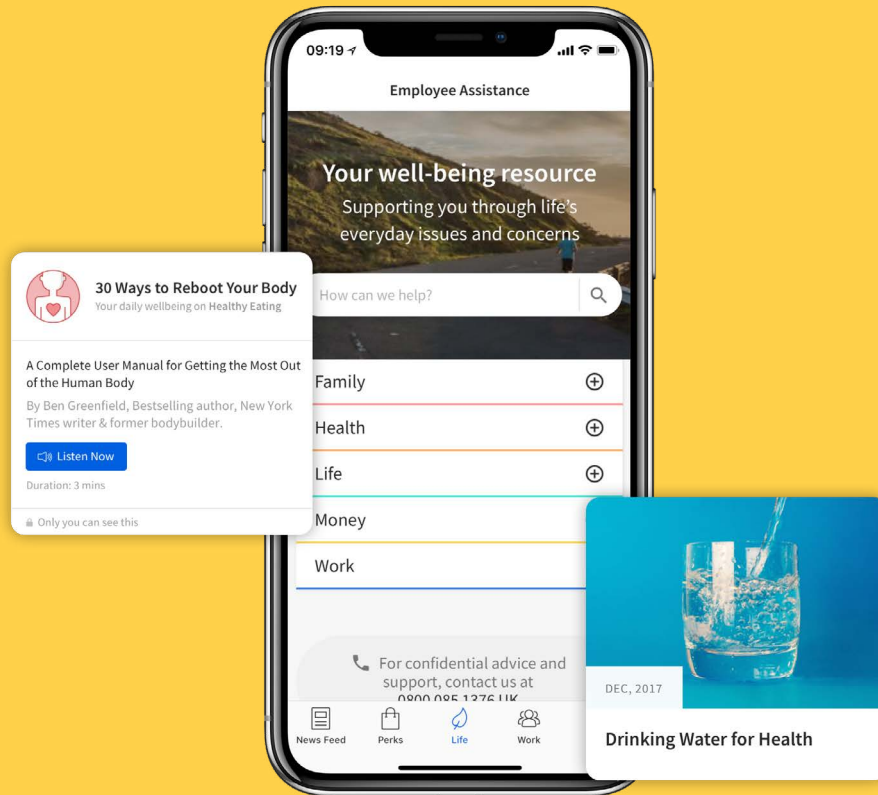 09:19
Employee Assistance
Your well-being resource
Supporting you through life's
everyday issues and concerns
How can we help?
Family
Health
Life
Money
Work
For confidential advice and
support, contact us at
0800 085 1376 UK
News Feed
Perks
Life
Work
30 Ways to Reboot Your Body
Your daily wellbeing on Healthy Eating
A Complete User Manual for Getting the Most Out
of the Human Body
By Ben Greenfield, Bestselling author, New York
Times writer & former bodybuilder.
Listen Now
Duration: 3 mins
Only you can see this
DEC, 2017
Drinking Water for Health